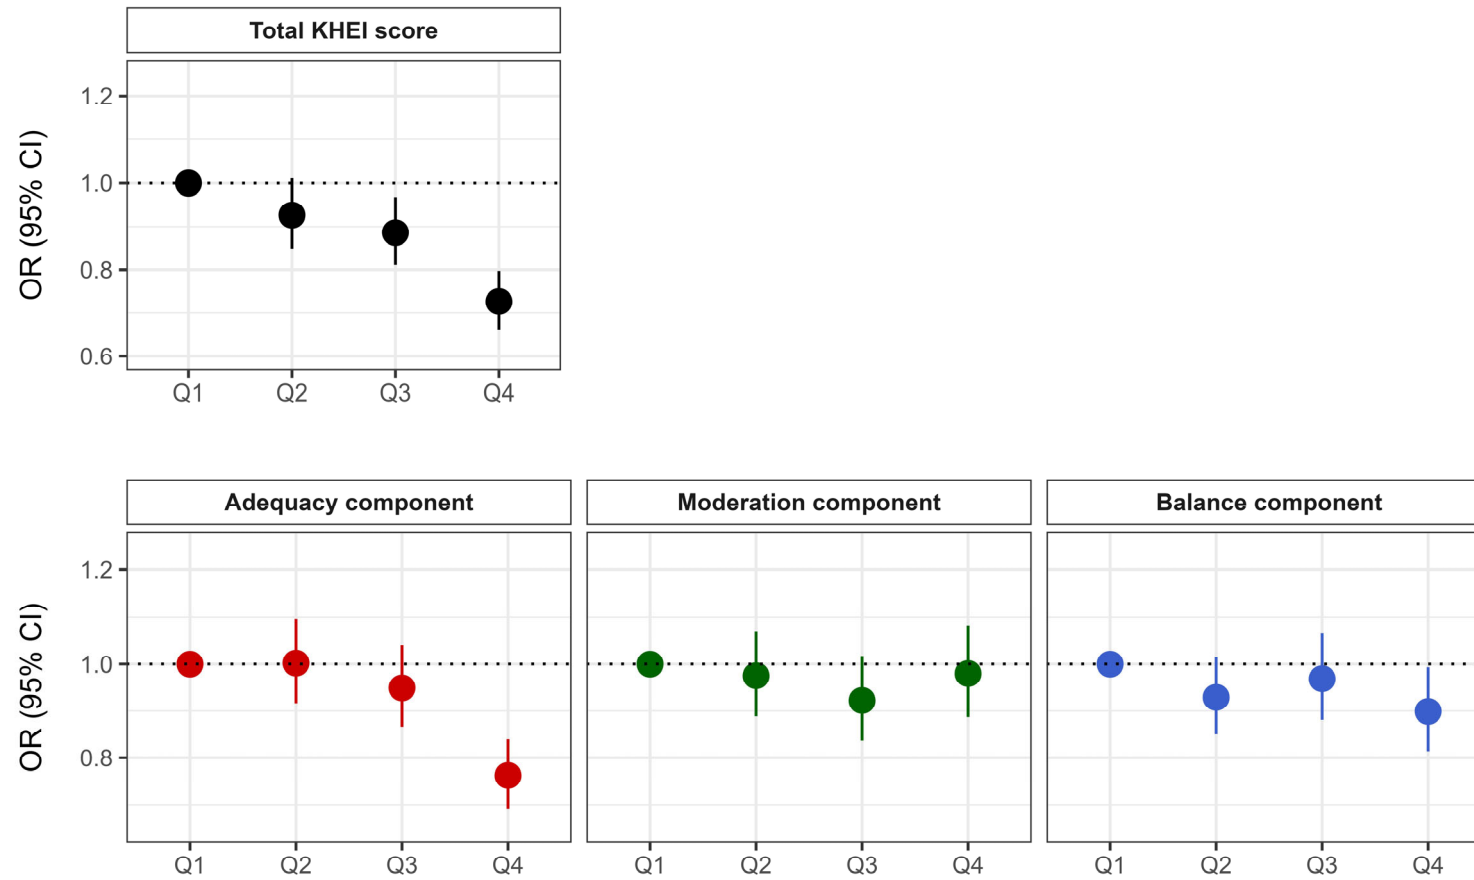 Total KHEI score
OR (95% CI)
1.2
1.0
0.8
0.6
Q1 Q2 Q3 Q4
Adequacy component Moderation component Balance component
OR (95% CI)
1.2
1.0
0.8
Q1 Q2 Q3 Q4 Q1 Q2 Q3 Q4 Q1 Q2 Q3 Q4